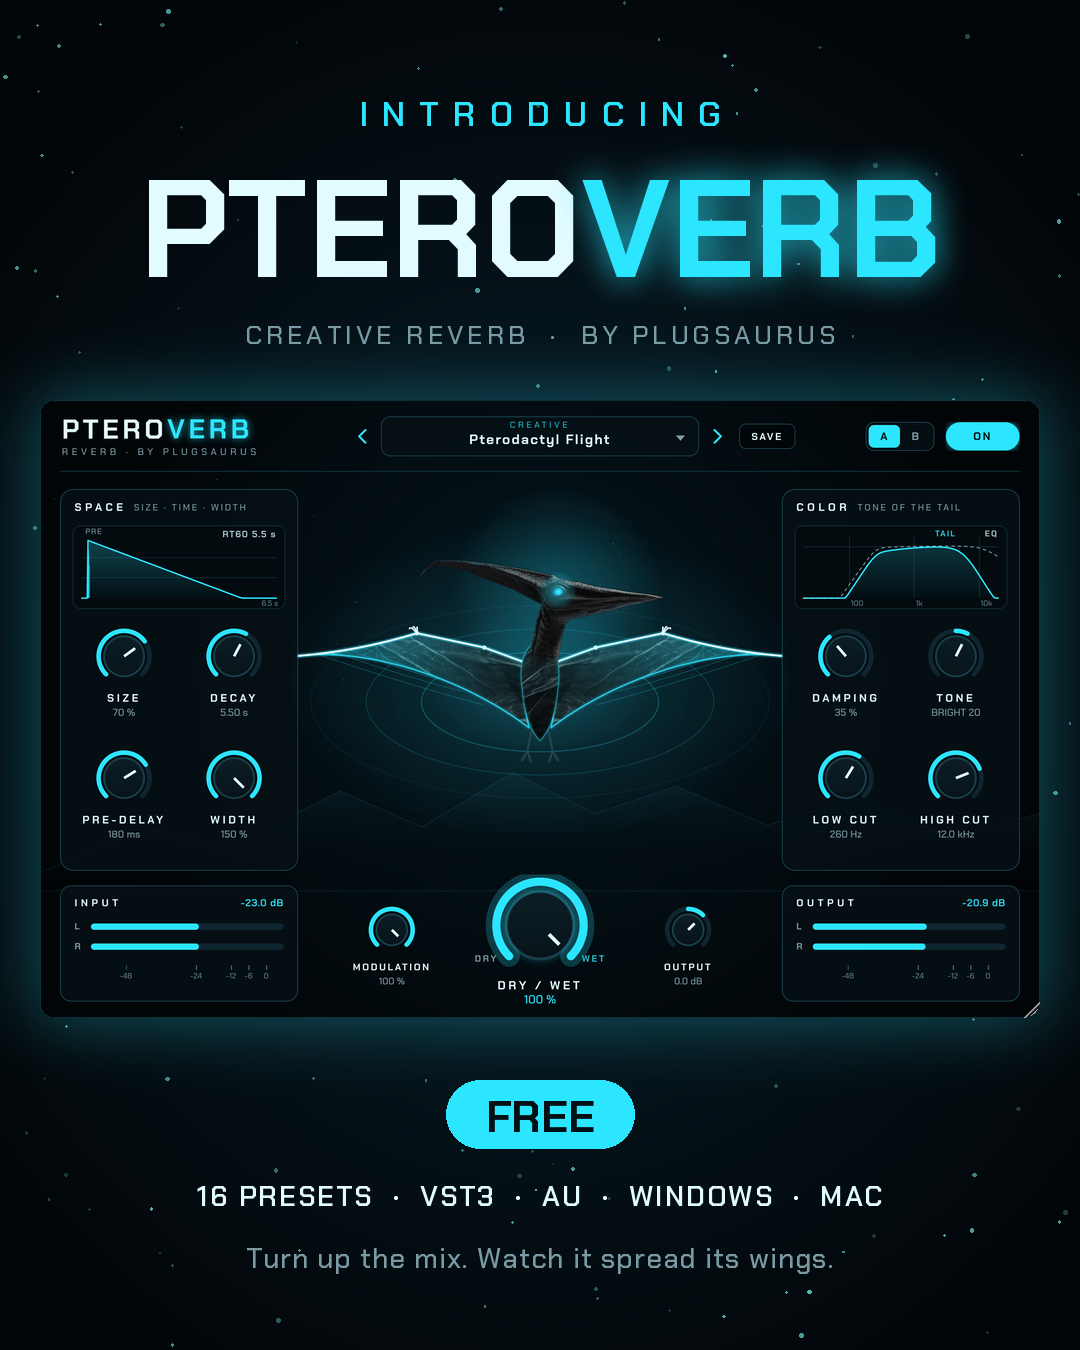 INTRODUCING
PTEROVERB
CREATIVE REVERB · BY PLUGSAURUS
PTEROVERB
REVERB · BY PLUGSAURUS
CREATIVE
Pterodactyl Flight
SAVE
A B
ON
SPACE SIZE · TIME · WIDTH
PRE
RT60 5.5 s
6.5 s
SIZE
70 %
DECAY
5.50 s
PRE-DELAY
180 ms
WIDTH
150 %
COLOR TONE OF THE TAIL
TAIL EQ
100 1k 10k
DAMPING
35 %
TONE
BRIGHT 20
LOW CUT
260 Hz
HIGH CUT
12.0 kHz
INPUT -23.0 dB
L
R
-48 -24 -12 -6 0
MODULATION
100 %
DRY WET
DRY / WET
100 %
OUTPUT
0.0 dB
OUTPUT -20.9 dB
L
R
-48 -24 -12 -6 0
FREE
16 PRESETS · VST3 · AU · WINDOWS · MAC
Turn up the mix. Watch it spread its wings.